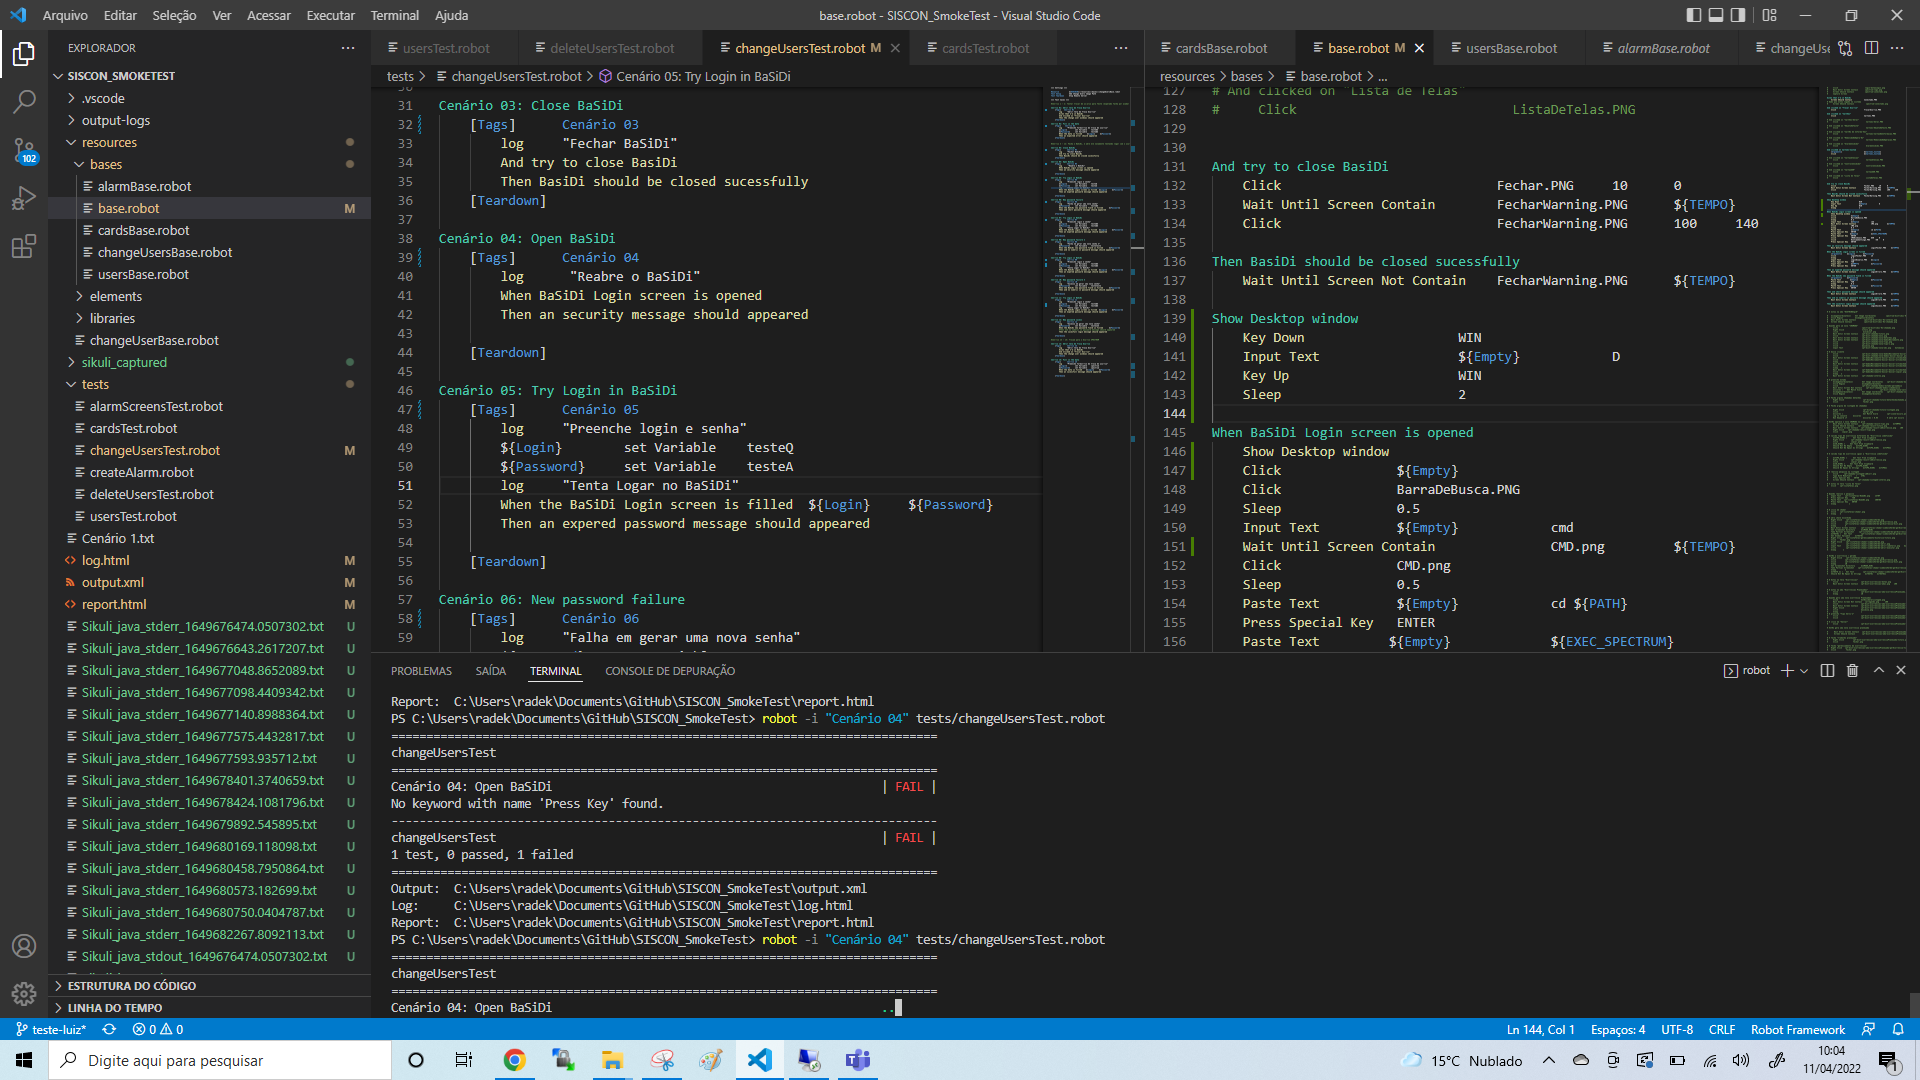 Arquivo Editar Seleção Ver Acessar Executar Terminal Ajuda
base.robot - SISCON_SmokeTest - Visual Studio Code
EXPLORADOR
SISCON_SMOKETEST
.vscode
output-logs
resources
bases
alarmBase.robot
base.robot M
cardsBase.robot
changeUsersBase.robot
usersBase.robot
elements
libraries
changeUserBase.robot
sikuli_captured
tests
alarmScreensTest.robot
cardsTest.robot
changeUsersTest.robot M
createAlarm.robot
deleteUsersTest.robot
usersTest.robot
Cenário 1.txt
log.html M
output.xml M
report.html M
Sikuli_java_stderr_1649676474.0507302.txt U
Sikuli_java_stderr_1649676643.2617207.txt U
Sikuli_java_stderr_1649677048.8652089.txt U
Sikuli_java_stderr_1649677098.4409342.txt U
Sikuli_java_stderr_1649677140.8988364.txt U
Sikuli_java_stderr_1649677575.4432817.txt U
Sikuli_java_stderr_1649677593.935712.txt U
Sikuli_java_stderr_1649678401.3740659.txt U
Sikuli_java_stderr_1649678424.1081796.txt U
Sikuli_java_stderr_1649679892.545895.txt U
Sikuli_java_stderr_1649680169.118098.txt U
Sikuli_java_stderr_1649680458.7950864.txt U
Sikuli_java_stderr_1649680573.182699.txt U
Sikuli_java_stderr_1649680750.0404787.txt U
Sikuli_java_stderr_1649682267.8092113.txt U
Sikuli_java_stdout_1649676474.0507302.txt U
ESTRUTURA DO CÓDIGO
LINHA DO TEMPO
102
usersTest.robot deleteUsersTest.robot changeUsersTest.robot M cardsTest.robot
tests > changeUsersTest.robot > Cenário 05: Try Login in BaSiDi
31 Cenário 03: Close BaSiDi
32 [Tags] Cenário 03
33 log "Fechar BaSiDi"
34 And try to close BasiDi
35 Then BasiDi should be closed sucessfully
36 [Teardown]
37
38 Cenário 04: Open BaSiDi
39 [Tags] Cenário 04
40 log "Reabre o BaSiDi"
41 When BaSiDi Login screen is opened
42 Then an security message should appeared
43
44 [Teardown]
45
46 Cenário 05: Try Login in BaSiDi
47 [Tags] Cenário 05
48 log "Preenche login e senha"
49 ${Login} set Variable testeQ
50 ${Password} set Variable testeA
51 log "Tenta Logar no BaSiDi"
52 When the BaSiDi Login screen is filled ${Login} ${Password}
53 Then an expered password message should appeared
54
55 [Teardown]
56
57 Cenário 06: New password failure
58 [Tags] Cenário 06
59 log "Falha em gerar uma nova senha"
cardsBase.robot base.robot M usersBase.robot alarmBase.robot changeUse
resources > bases > base.robot > ...
127 # And clicked on "Lista de Telas"
128 # Click ListaDeTelas.PNG
129
130
131 And try to close BasiDi
132 Click Fechar.PNG 10 0
133 Wait Until Screen Contain FecharWarning.PNG ${TEMPO}
134 Click FecharWarning.PNG 100 140
135
136 Then BasiDi should be closed sucessfully
137 Wait Until Screen Not Contain FecharWarning.PNG ${TEMPO}
138
139 Show Desktop window
140 Key Down WIN
141 Input Text ${Empty} D
142 Key Up WIN
143 Sleep 2
144
145 When BaSiDi Login screen is opened
146 Show Desktop window
147 Click ${Empty}
148 Click BarraDeBusca.PNG
149 Sleep 0.5
150 Input Text ${Empty} cmd
151 Wait Until Screen Contain CMD.png ${TEMPO}
152 Click CMD.png
153 Sleep 0.5
154 Paste Text ${Empty} cd ${PATH}
155 Press Special Key ENTER
156 Paste Text ${Empty} ${EXEC_SPECTRUM}
PROBLEMAS SAÍDA TERMINAL CONSOLE DE DEPURAÇÃO
robot
Report: C:\Users\radek\Documents\GitHub\SISCON_SmokeTest\report.html
PS C:\Users\radek\Documents\GitHub\SISCON_SmokeTest> robot -i "Cenário 04" tests/changeUsersTest.robot
==============================================================================
changeUsersTest
==============================================================================
Cenário 04: Open BaSiDi | FAIL |
No keyword with name 'Press Key' found.
------------------------------------------------------------------------------
changeUsersTest | FAIL |
1 test, 0 passed, 1 failed
==============================================================================
Output: C:\Users\radek\Documents\GitHub\SISCON_SmokeTest\output.xml
Log: C:\Users\radek\Documents\GitHub\SISCON_SmokeTest\log.html
Report: C:\Users\radek\Documents\GitHub\SISCON_SmokeTest\report.html
PS C:\Users\radek\Documents\GitHub\SISCON_SmokeTest> robot -i "Cenário 04" tests/changeUsersTest.robot
==============================================================================
changeUsersTest
==============================================================================
Cenário 04: Open BaSiDi ..
teste-luiz* 0 0
Ln 144, Col 1 Espaços: 4 UTF-8 CRLF Robot Framework
Digite aqui para pesquisar
15°C Nublado
10:04
11/04/2022
1